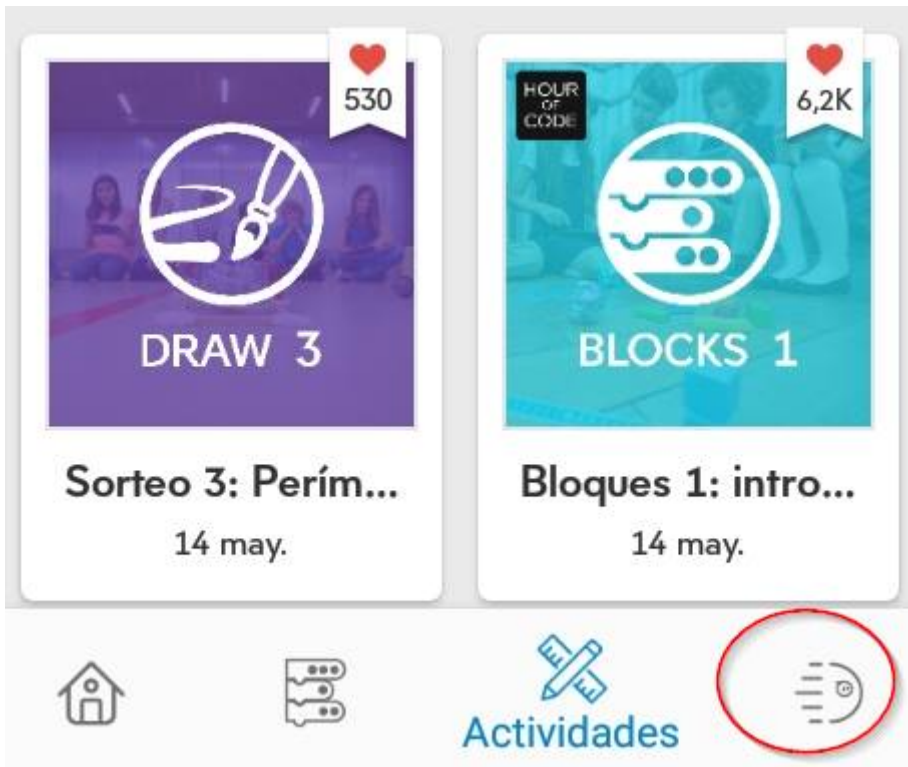 530
DRAW 3
Sorteo 3: Perím...
14 may.
HOUR
OF
CODE
6,2K
BLOCKS 1
Bloques 1: intro...
14 may.
Actividades